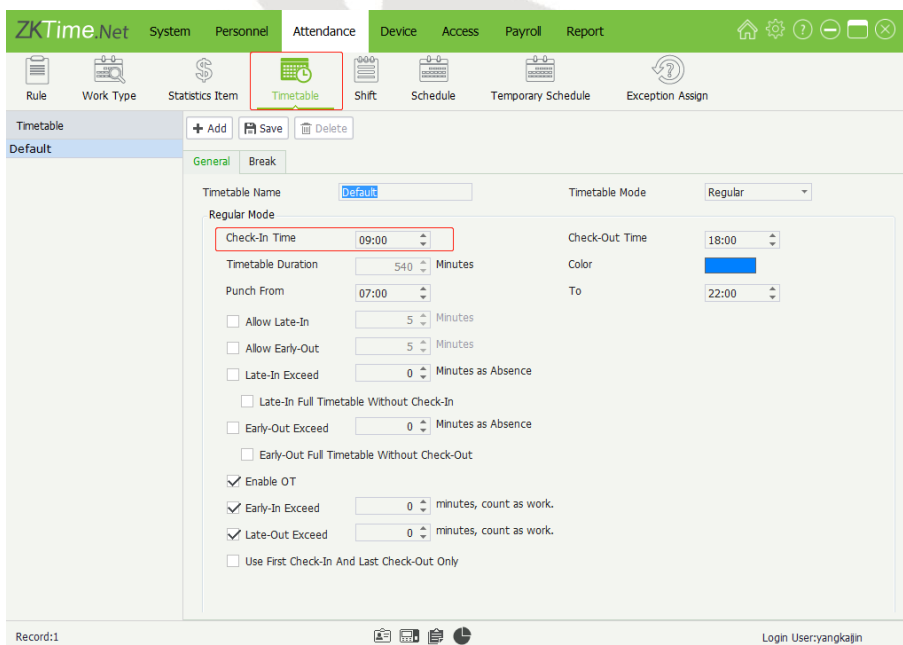 ZKTime.Net System Personnel Attendance Device Access Payroll Report
Rule Work Type Statistics Item Timetable Shift Schedule Temporary Schedule Exception Assign
Timetable
Default
Add Save Delete
General Break
Timetable Name Default Timetable Mode Regular
Regular Mode
Check-In Time 09:00 Check-Out Time 18:00
Timetable Duration 540 Minutes Color
Punch From 07:00 To 22:00
Allow Late-In 5 Minutes
Allow Early-Out 5 Minutes
Late-In Exceed 0 Minutes as Absence
Late-In Full Timetable Without Check-In
Early-Out Exceed 0 Minutes as Absence
Early-Out Full Timetable Without Check-Out
Enable OT
Early-In Exceed 0 minutes, count as work.
Late-Out Exceed 0 minutes, count as work.
Use First Check-In And Last Check-Out Only
Record:1 Login User:yangkaijin